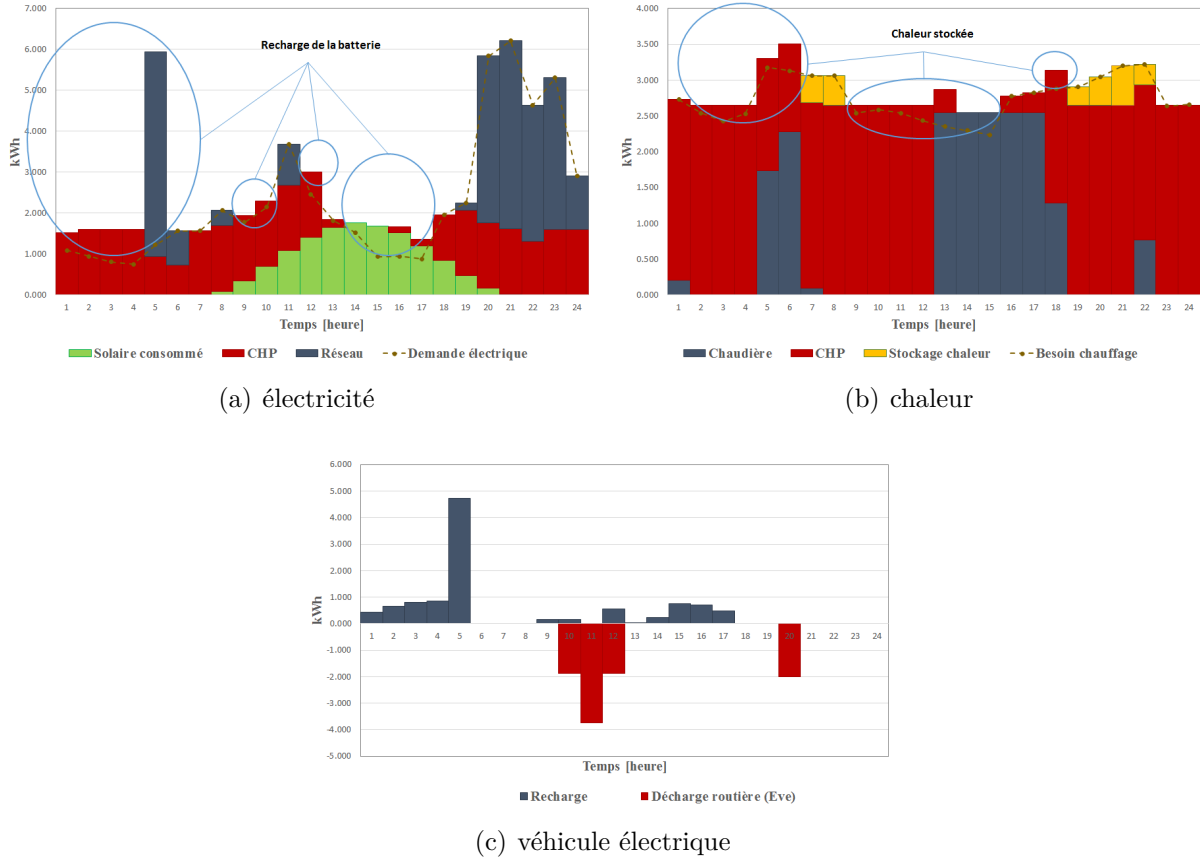 7.000
6.000
5.000
4.000
3.000
2.000
1.000
0.000
kWh
Recharge de la batterie
1 2 3 4 5 6 7 8 9 10 11 12 13 14 15 16 17 18 19 20 21 22 23 24
Temps [heure]
Solaire consommé CHP Réseau Demande électrique
(a) électricité
4.000
3.500
3.000
2.500
2.000
1.500
1.000
0.500
0.000
kWh
Chaleur stockée
1 2 3 4 5 6 7 8 9 10 11 12 13 14 15 16 17 18 19 20 21 22 23 24
Temps [heure]
Chaudière CHP Stockage chaleur Besoin chauffage
(b) chaleur
6.000
5.000
4.000
3.000
2.000
1.000
0.000
-1.000
-2.000
-3.000
-4.000
-5.000
kWh
1 2 3 4 5 6 7 8 9 10 11 12 13 14 15 16 17 18 19 20 21 22 23 24
Temps [heure]
Recharge Décharge routière (Eve)
(c) véhicule électrique